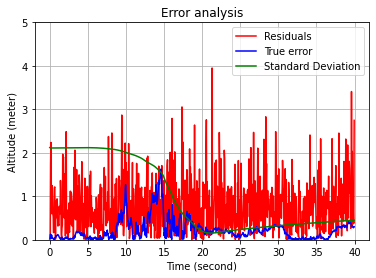 Error analysis
Residuals
True error
Standard Deviation
Altitude (meter)
5
4
3
2
1
0
0 5 10 15 20 25 30 35 40
Time (second)